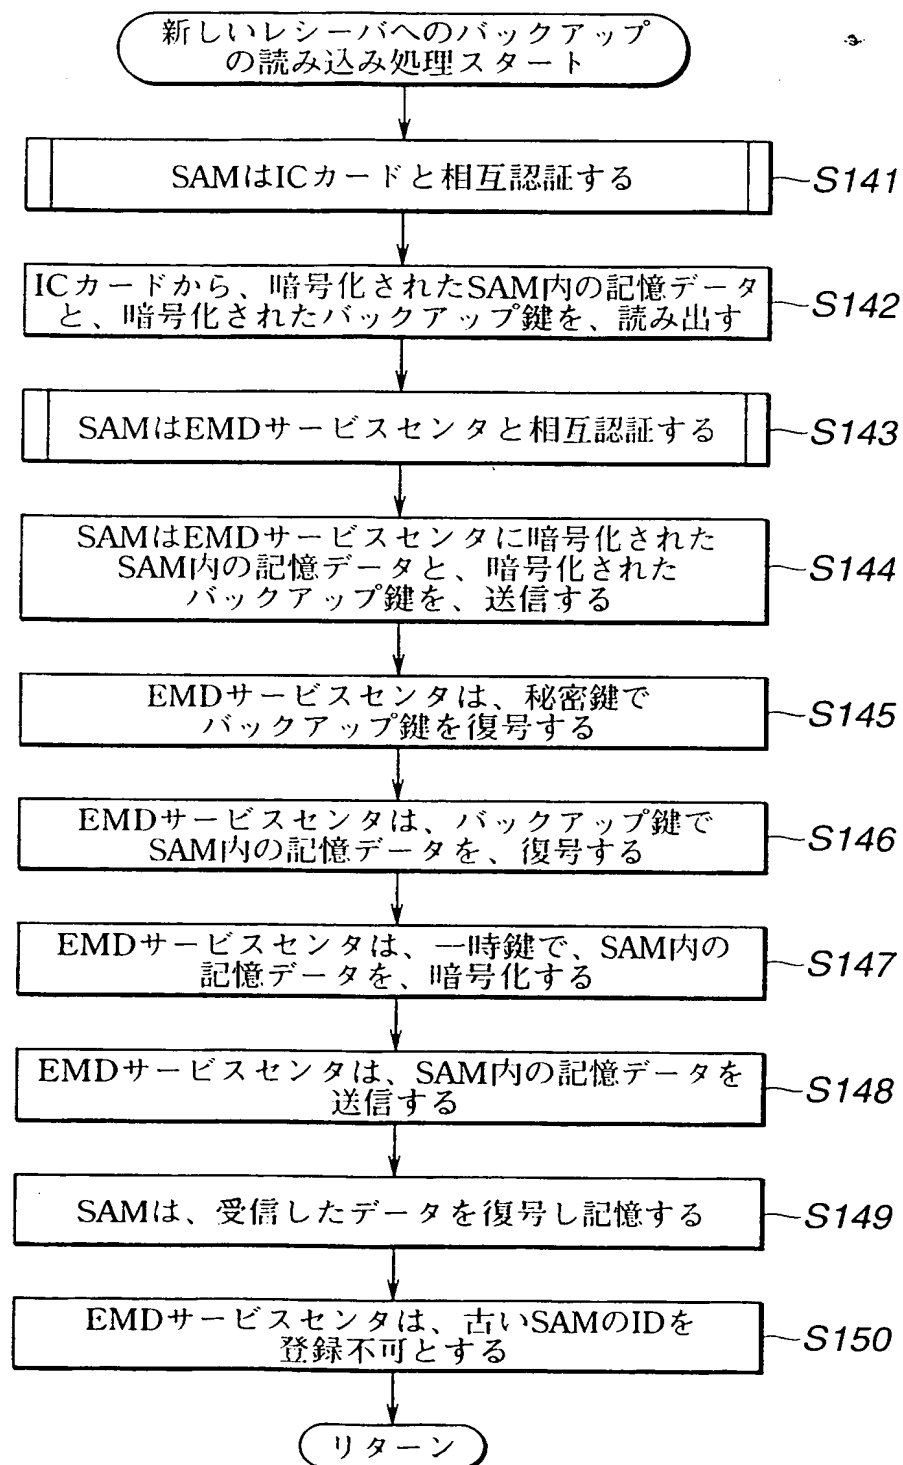 新しいレシーバへのバックアップ
の読み込み処理スタート
SAMはICカードと相互認証する
S141
ICカードから、暗号化されたSAM内の記憶データ
と、暗号化されたバックアップ鍵を、読み出す
S142
SAMはEMDサービスセンタと相互認証する
S143
SAMはEMDサービスセンタに暗号化された
SAM内の記憶データと、暗号化された
バックアップ鍵を、送信する
S144
EMDサービスセンタは、秘密鍵で
バックアップ鍵を復号する
S145
EMDサービスセンタは、バックアップ鍵で
SAM内の記憶データを、復号する
S146
EMDサービスセンタは、一時鍵で、SAM内の
記憶データを、暗号化する
S147
EMDサービスセンタは、SAM内の記憶データを
送信する
S148
SAMは、受信したデータを復号し記憶する
S149
EMDサービスセンタは、古いSAMのIDを
登録不可とする
S150
リターン